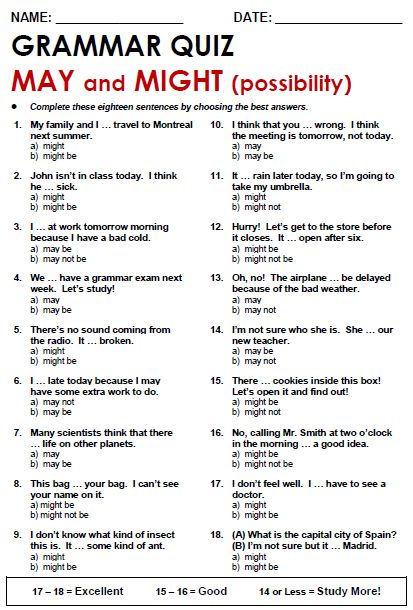 NAME: ________________ DATE: ________________
GRAMMAR QUIZ
MAY and MIGHT (possibility)
● Complete these eighteen sentences by choosing the best answers.
1. My family and I … travel to Montreal
next summer.
a) might
b) might be
2. John isn't in class today. I think
he … sick.
a) might
b) might be
3. I … at work tomorrow morning
because I have a bad cold.
a) may be
b) may not be
4. We … have a grammar exam next
week. Let's study!
a) may
b) may be
5. There's no sound coming from
the radio. It … broken.
a) might
b) might be
6. I … late today because I may
have some extra work to do.
a) may not
b) may be
7. Many scientists think that there
… life on other planets.
a) may
b) may be
8. This bag … your bag. I can't see
your name on it.
a) might be
b) might not be
9. I don't know what kind of insect
this is. It … some kind of ant.
a) might
b) might be
10. I think that you … wrong. I think
the meeting is tomorrow, not today.
a) may
b) may be
11. It … rain later today, so I'm going to
take my umbrella.
a) might
b) might not
12. Hurry! Let's get to the store before
it closes. It … open after six.
a) might be
b) might not be
13. Oh, no! The airplane … be delayed
because of the bad weather.
a) may
b) may not
14. I'm not sure who she is. She … our
new teacher.
a) may be
b) may not
15. There … cookies inside this box!
Let's open it and find out!
a) might be
b) might
16. No, calling Mr. Smith at two o'clock
in the morning … a good idea.
a) might be
b) might not be
17. I don't feel well. I … have to see a
doctor.
a) might
b) might be
18. (A) What is the capital city of Spain?
(B) I'm not sure but it … Madrid.
a) might
b) might be
17 – 18 = Excellent 15 – 16 = Good 14 or Less = Study More!